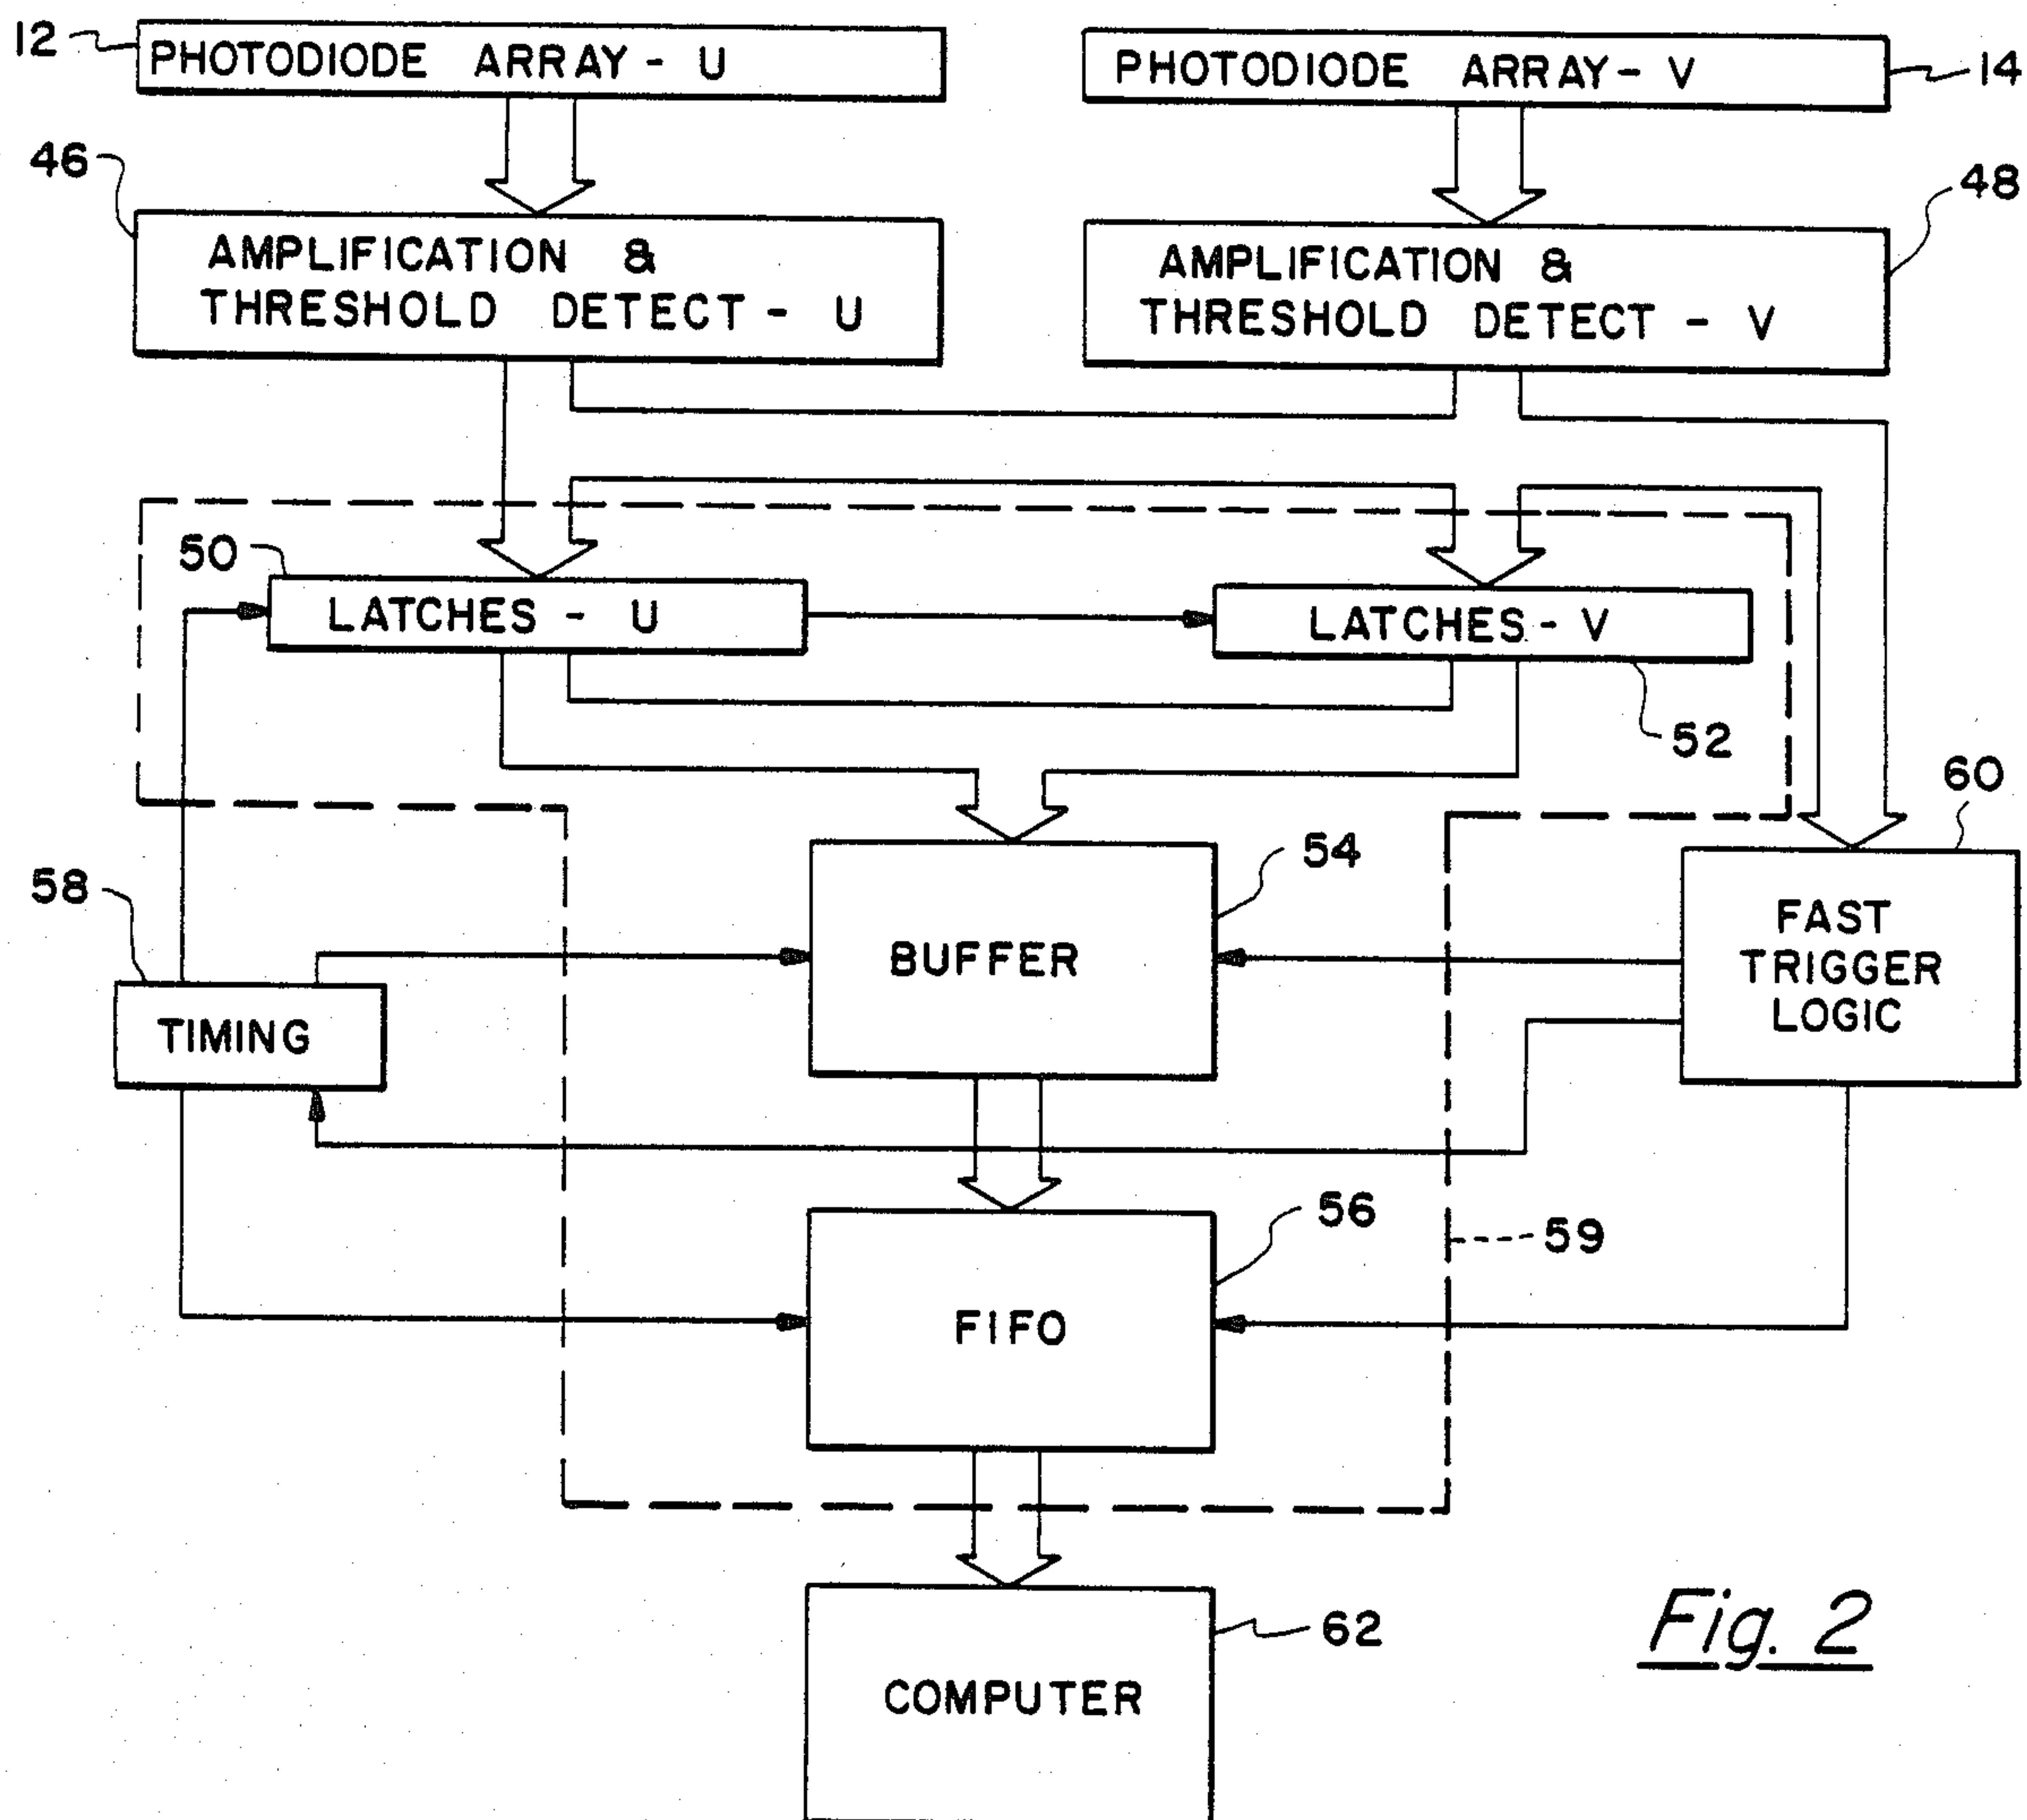 12
PHOTODIODE ARRAY - U
PHOTODIODE ARRAY - V
14
46
AMPLIFICATION &
THRESHOLD DETECT - U
AMPLIFICATION &
THRESHOLD DETECT - V
48
50
LATCHES - U
LATCHES - V
52
60
54
58
BUFFER
FAST
TRIGGER
LOGIC
TIMING
56
59
FIFO
62
COMPUTER
Fig. 2